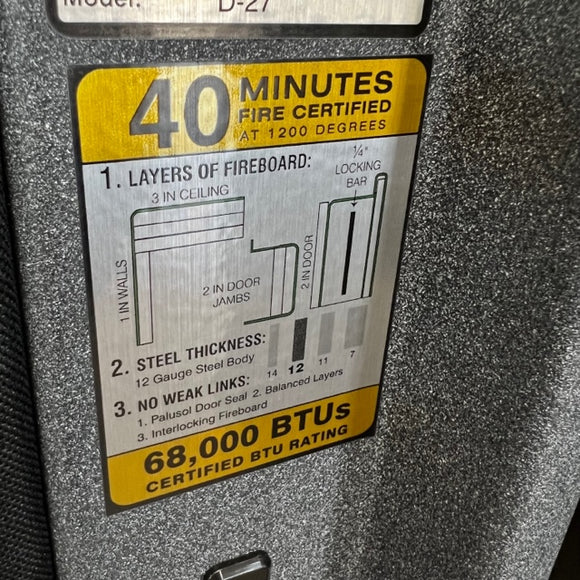 Model: D-27
40 MINUTES
FIRE CERTIFIED
AT 1200 DEGREES
1. LAYERS OF FIREBOARD:
3 IN CEILING
1/4"
LOCKING
BAR
1 IN WALLS
2 IN DOOR
JAMBS
2 IN DOOR
2. STEEL THICKNESS:
12 Gauge Steel Body
14 12 11 7
3. NO WEAK LINKS:
1. Palusol Door Seal 2. Balanced Layers
3. Interlocking Fireboard
68,000 BTUs
CERTIFIED BTU RATING